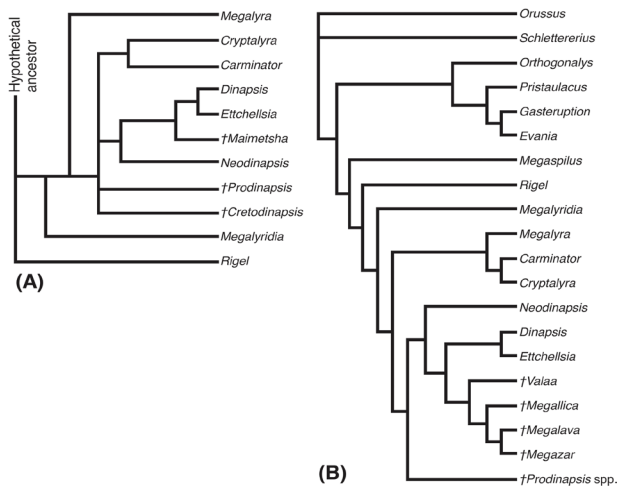 Hypothetical
ancestor
Megalyra
Cryptalyra
Carminator
Dinapsis
Ettchellsia
†Maimetsha
Neodinapsis
†Prodinapsis
†Cretodinapsis
Megalyridia
Rigel
(A)
Orussus
Schlettererius
Orthogonalys
Pristaulacus
Gasteruption
Evania
Megaspilus
Rigel
Megalyridia
Megalyra
Carminator
Cryptalyra
Neodinapsis
Dinapsis
Ettchellsia
†Valaa
†Megallica
†Megalava
†Megazar
†Prodinapsis spp.
(B)